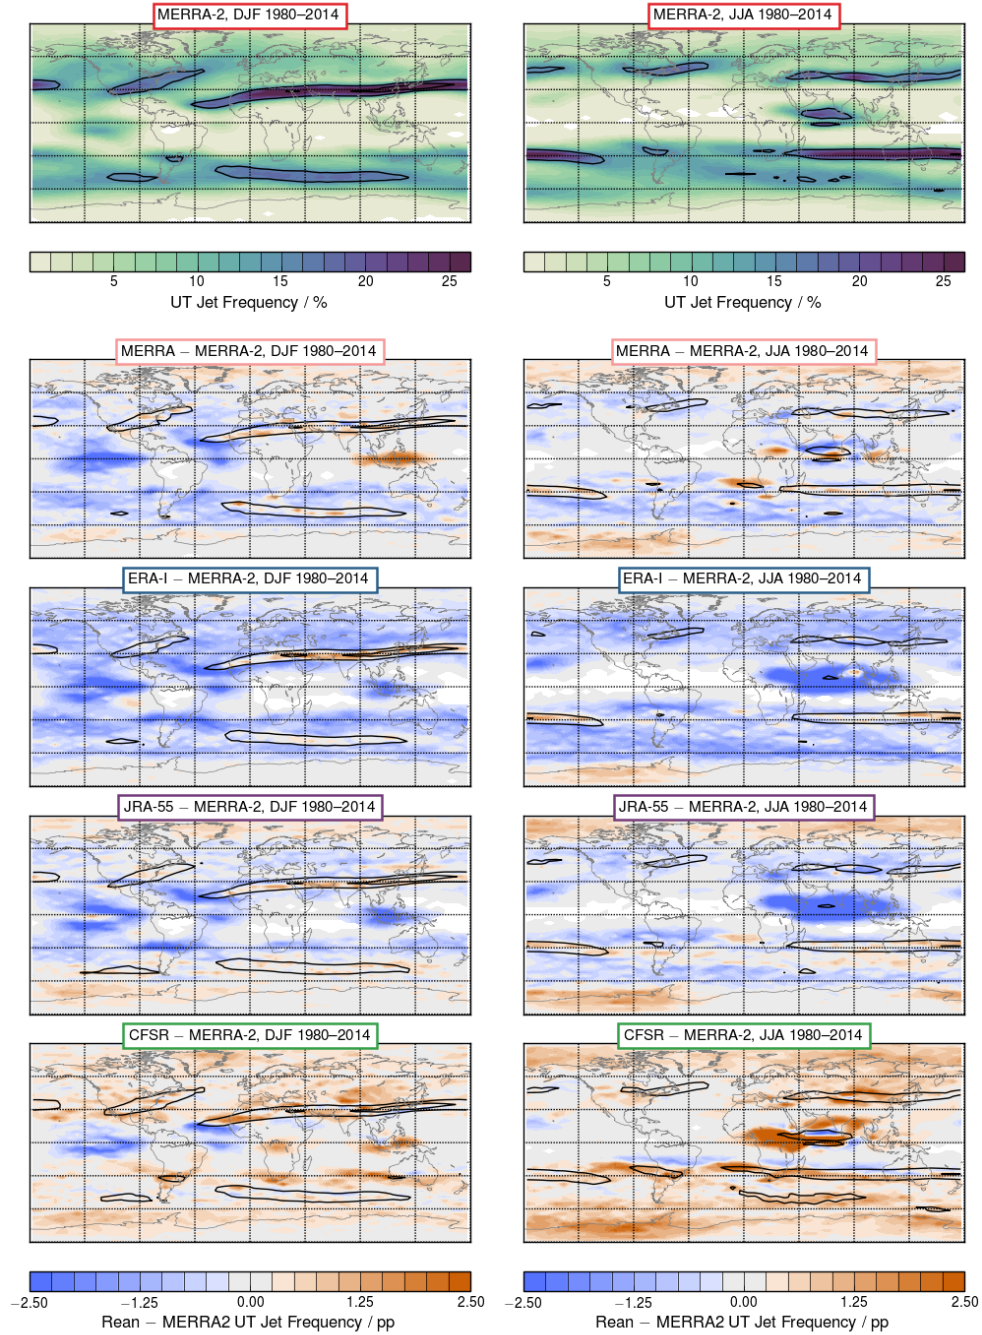 MERRA-2, DJF 1980–2014
MERRA-2, JJA 1980–2014
5 10 15 20 25
UT Jet Frequency / %
5 10 15 20 25
UT Jet Frequency / %
MERRA − MERRA-2, DJF 1980–2014
MERRA − MERRA-2, JJA 1980–2014
ERA-I − MERRA-2, DJF 1980–2014
ERA-I − MERRA-2, JJA 1980–2014
JRA-55 − MERRA-2, DJF 1980–2014
JRA-55 − MERRA-2, JJA 1980–2014
CFSR − MERRA-2, DJF 1980–2014
CFSR − MERRA-2, JJA 1980–2014
−2.50 −1.25 0.00 1.25 2.50
Rean − MERRA2 UT Jet Frequency / pp
−2.50 −1.25 0.00 1.25 2.50
Rean − MERRA2 UT Jet Frequency / pp